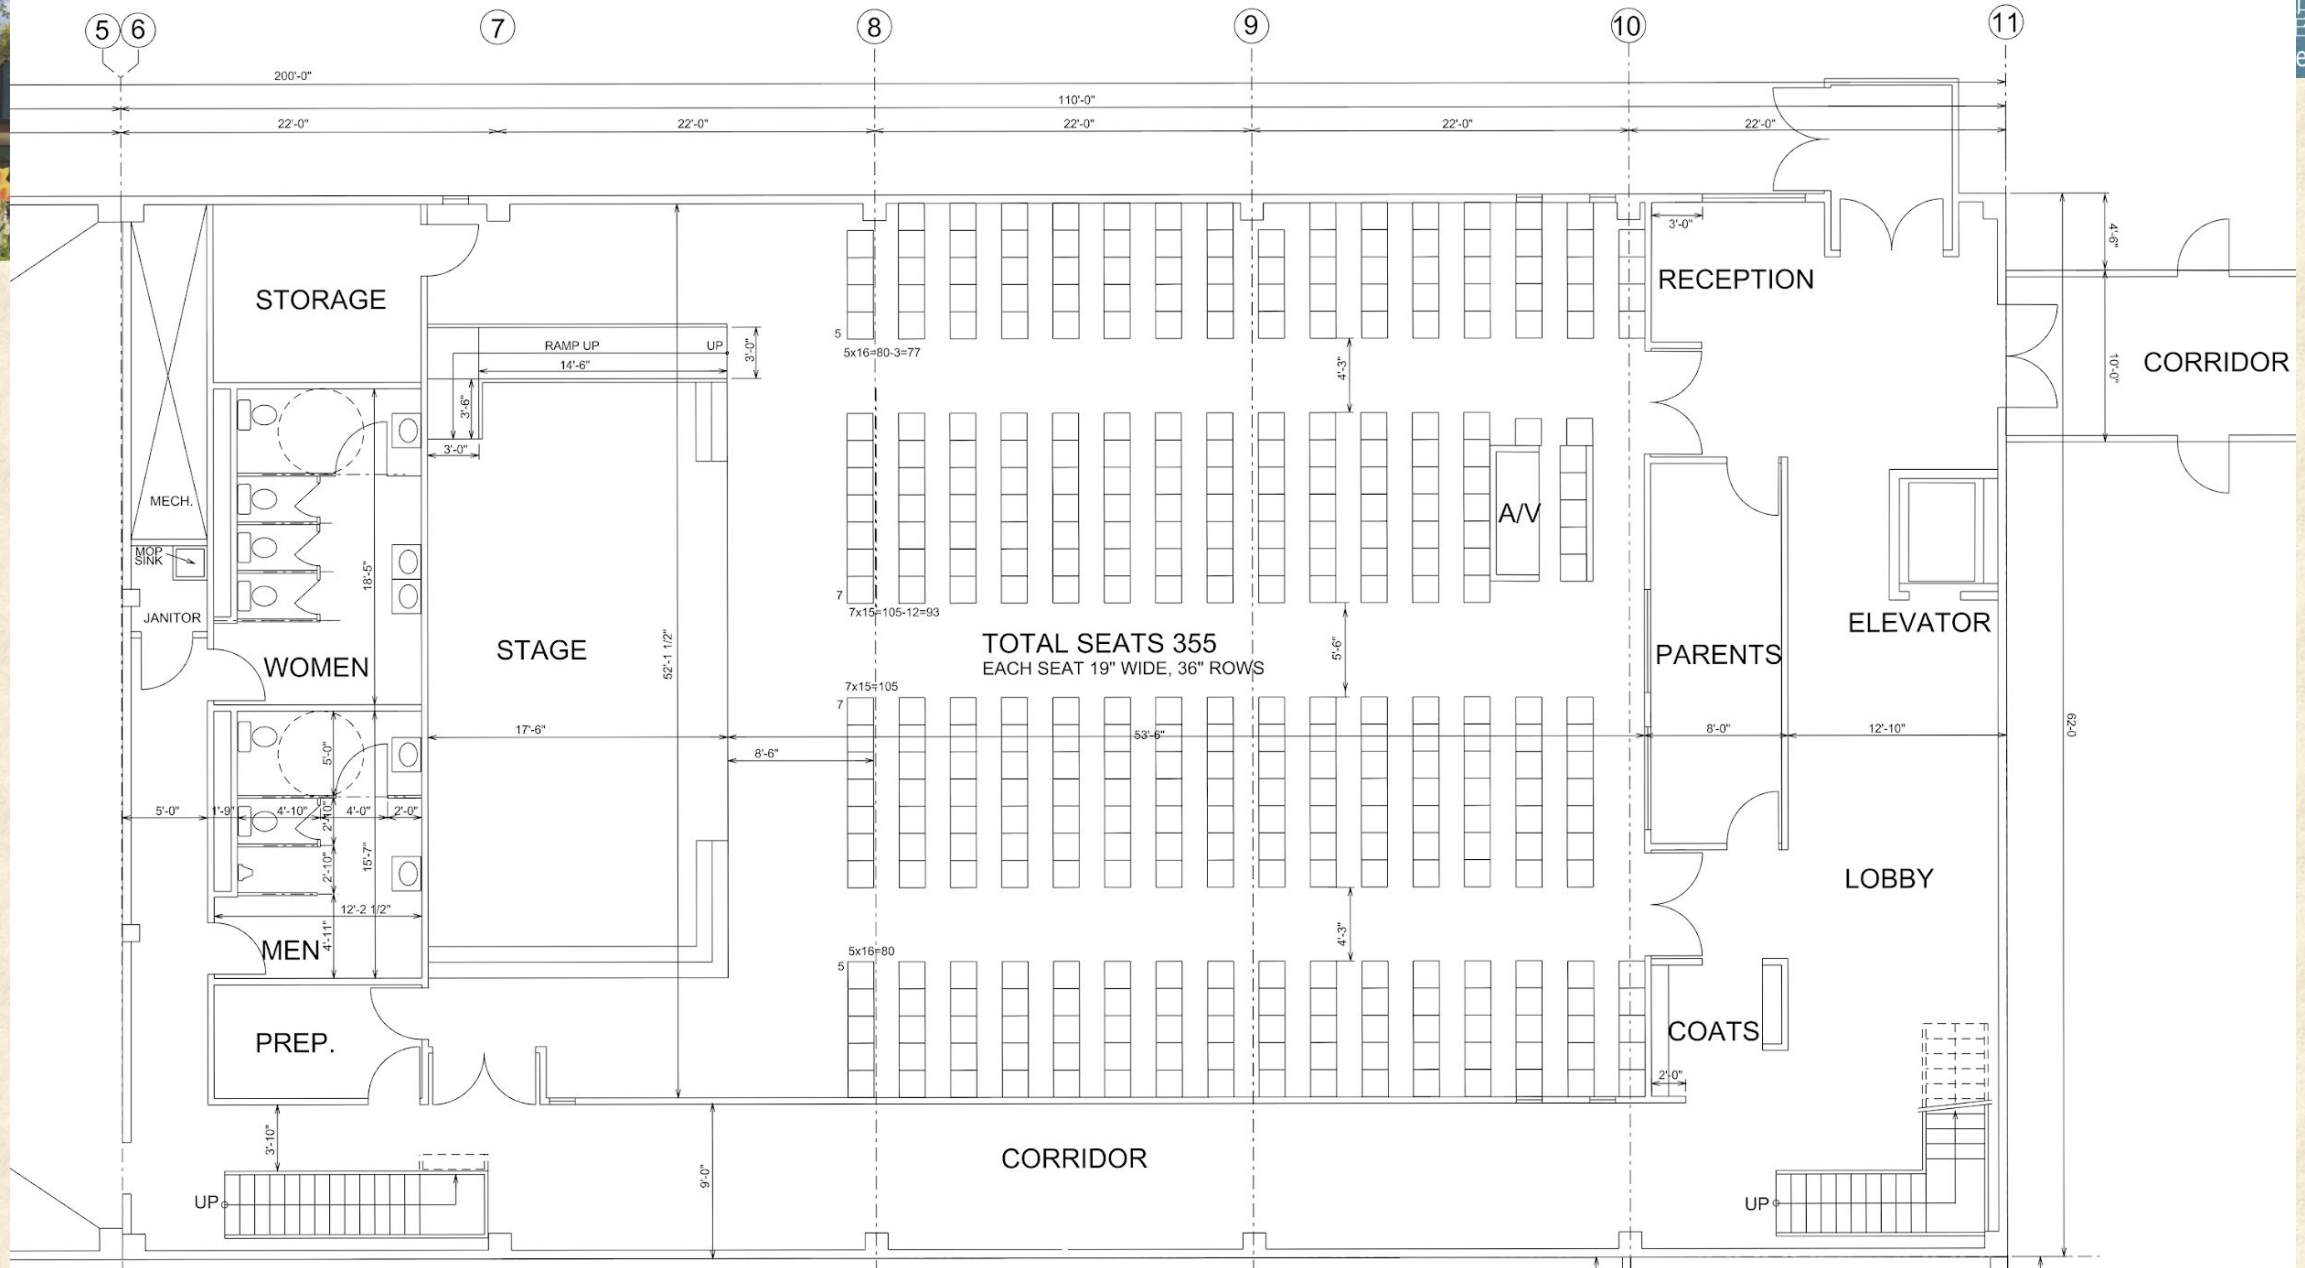 5
6
7
8
9
10
11
200'-0"
110'-0"
22'-0"
22'-0"
22'-0"
22'-0"
22'-0"
3'-0"
4'-6"
RECEPTION
STORAGE
5
5x16=80-3=77
RAMP UP
UP
14'-6"
3'-0"
4'-3"
10'-0"
CORRIDOR
3'-6"
3'-0"
MECH.
A/V
MOP
SINK
18'-5"
7
7x15=105-12=93
JANITOR
WOMEN
STAGE
52'-1 1/2"
TOTAL SEATS 355
EACH SEAT 19" WIDE, 36" ROWS
5'-6"
PARENTS
ELEVATOR
7x15=105
7
17'-6"
53'-6"
8'-0"
12'-10"
62-0
8'-6"
5'-0"
5'-0"
1'-9"
4'-10"
2'-10"
4'-0"
2'-0"
2'-10"
15'-7"
LOBBY
12'-2 1/2"
4'-11"
MEN
5x16=80
5
4'-3"
PREP.
COATS
2'-0"
3'-10"
9'-0"
CORRIDOR
UP
UP